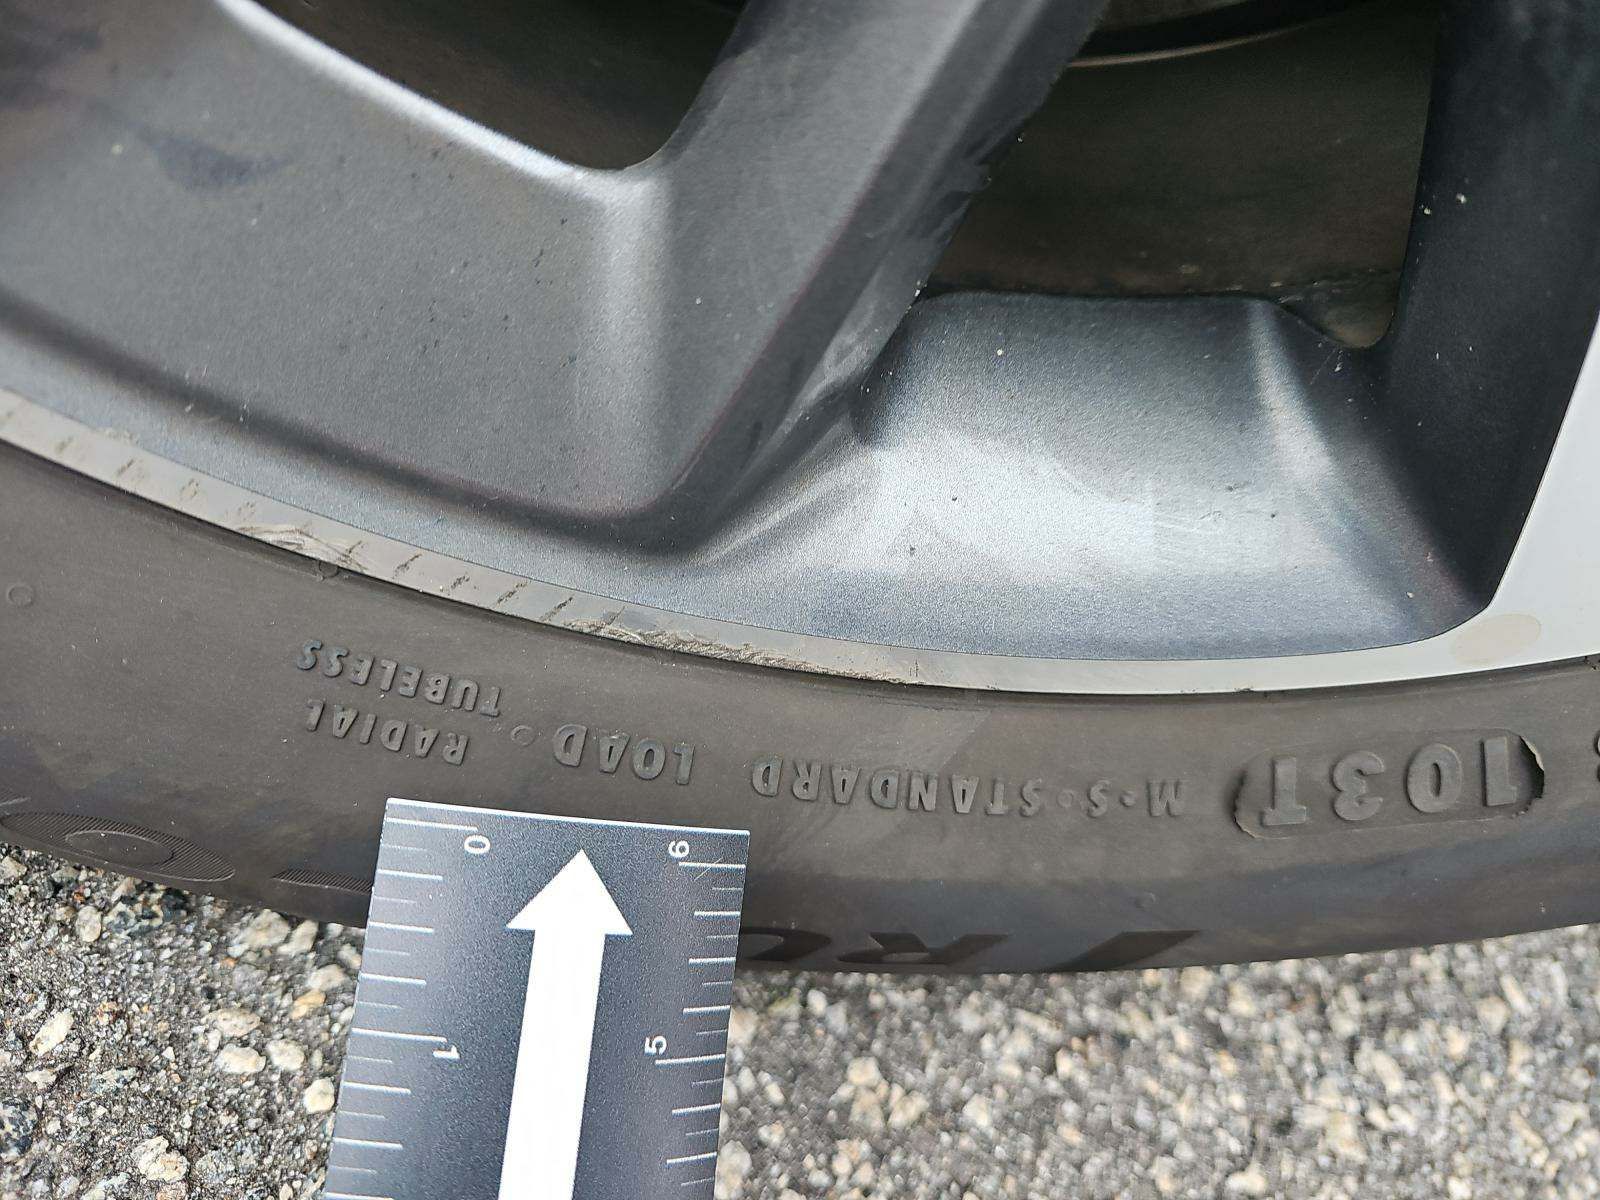 103T M·S·STANDARD LOAD RADIAL
TUBELESS
0 6
1 5